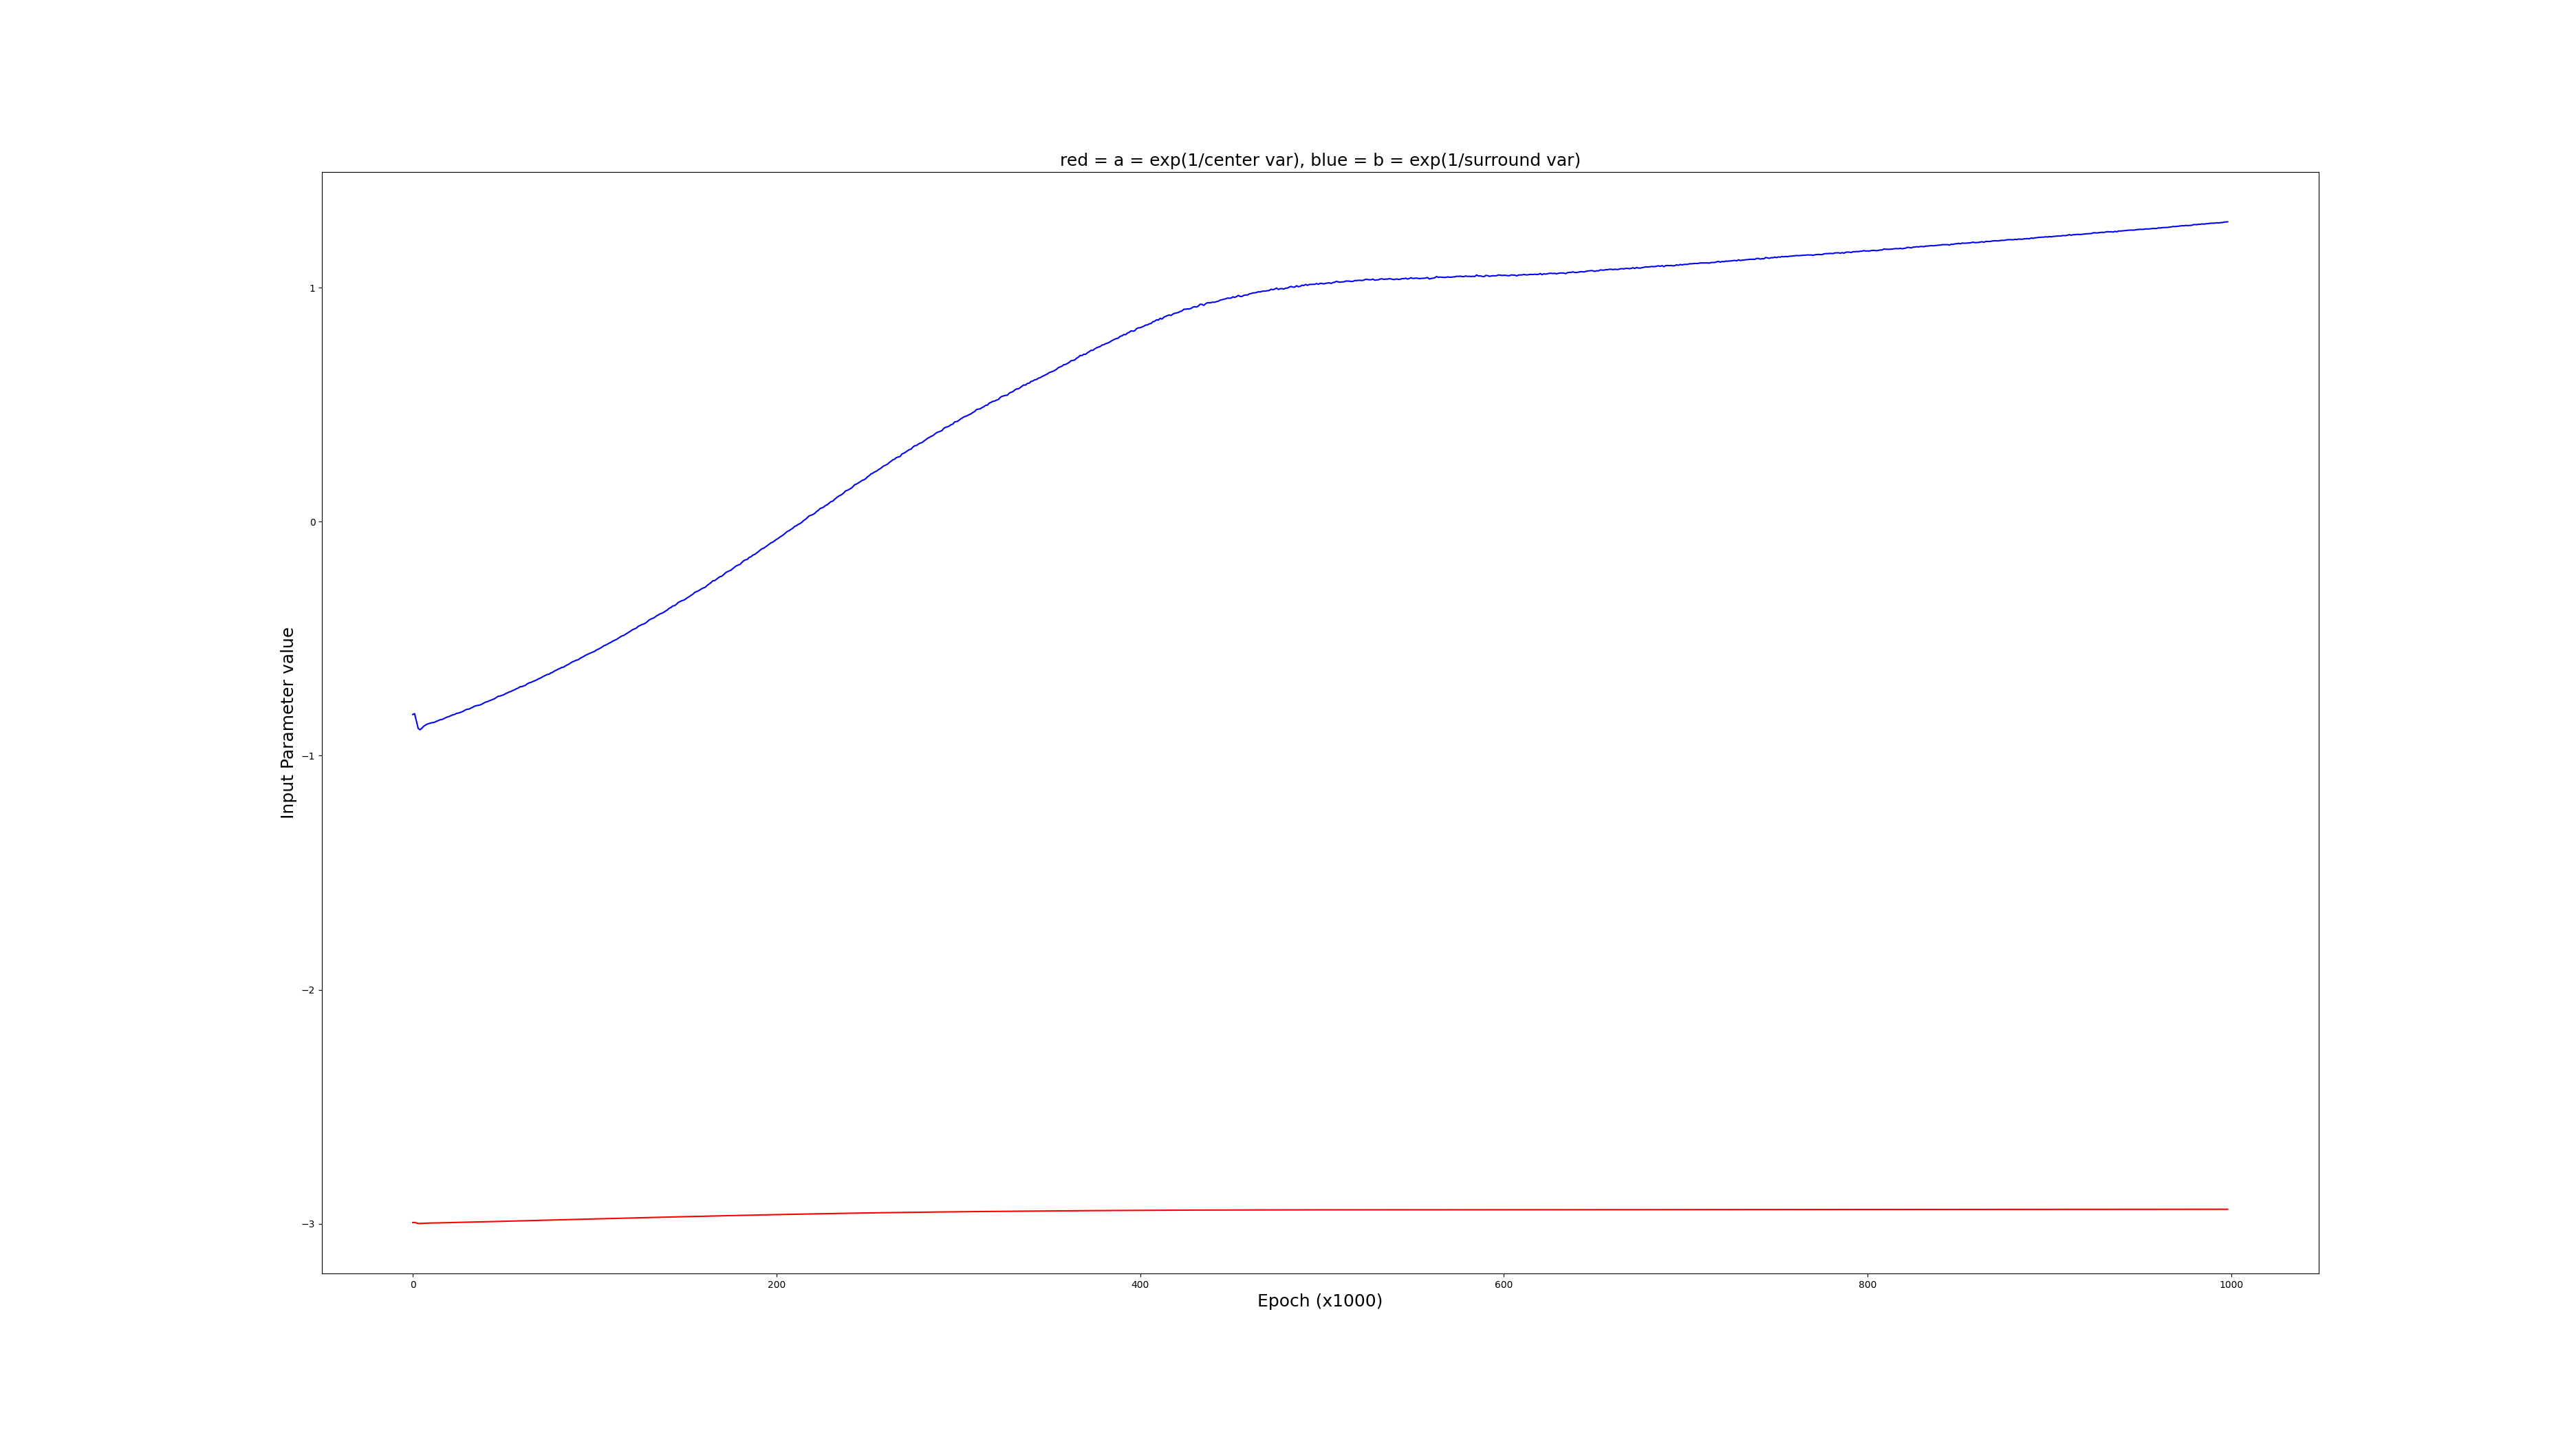 red = a = exp(1/center var), blue = b = exp(1/surround var)
Input Parameter value
1
0
−1
−2
−3
0 200 400 600 800 1000
Epoch (x1000)